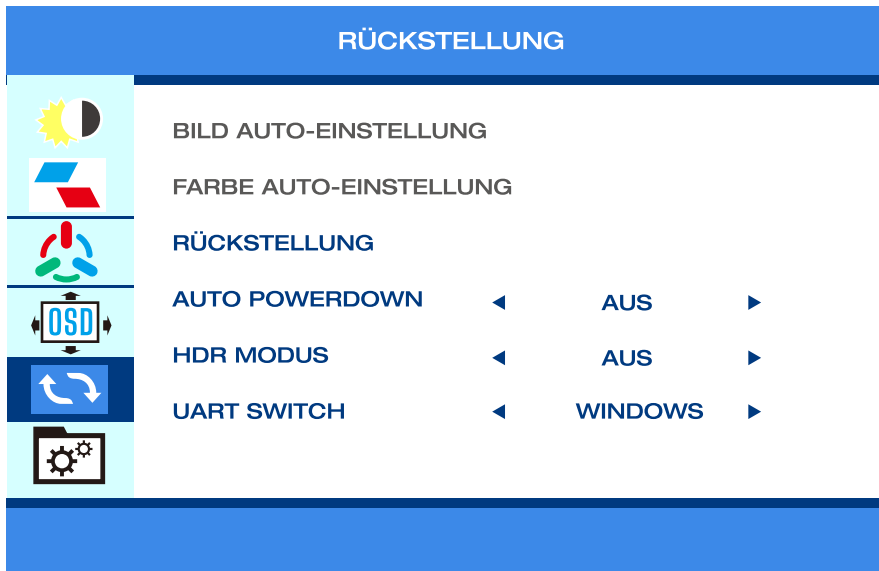 RÜCKSTELLUNG
BILD AUTO-EINSTELLUNG
FARBE AUTO-EINSTELLUNG
RÜCKSTELLUNG
AUTO POWERDOWN ◀ AUS ▶
HDR MODUS ◀ AUS ▶
OSD
UART SWITCH ◀ WINDOWS ▶